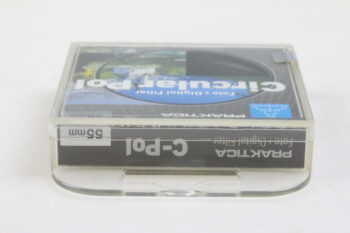 Circular Pol
Foto + Digital Filter
PRAKTICA
55mm
C-Pol
PRAKTICA
Foto + Digital Filter